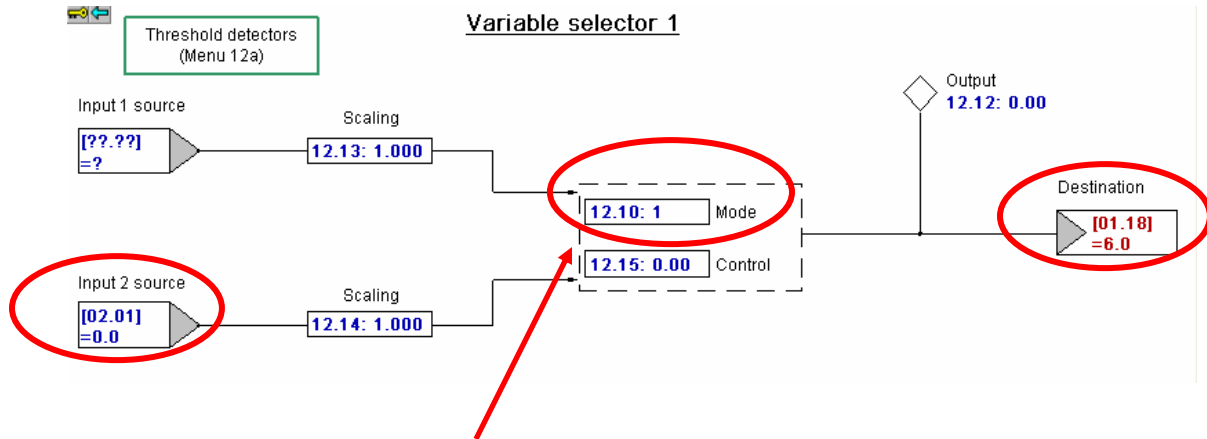 Variable selector 1
Threshold detectors
(Menu 12a)
Input 1 source
[??.??]
=?
Scaling
12.13: 1.000
Output
12.12: 0.00
12.10: 1 Mode
12.15: 0.00 Control
Destination
[01.18]
=6.0
Input 2 source
[02.01]
=0.0
Scaling
12.14: 1.000